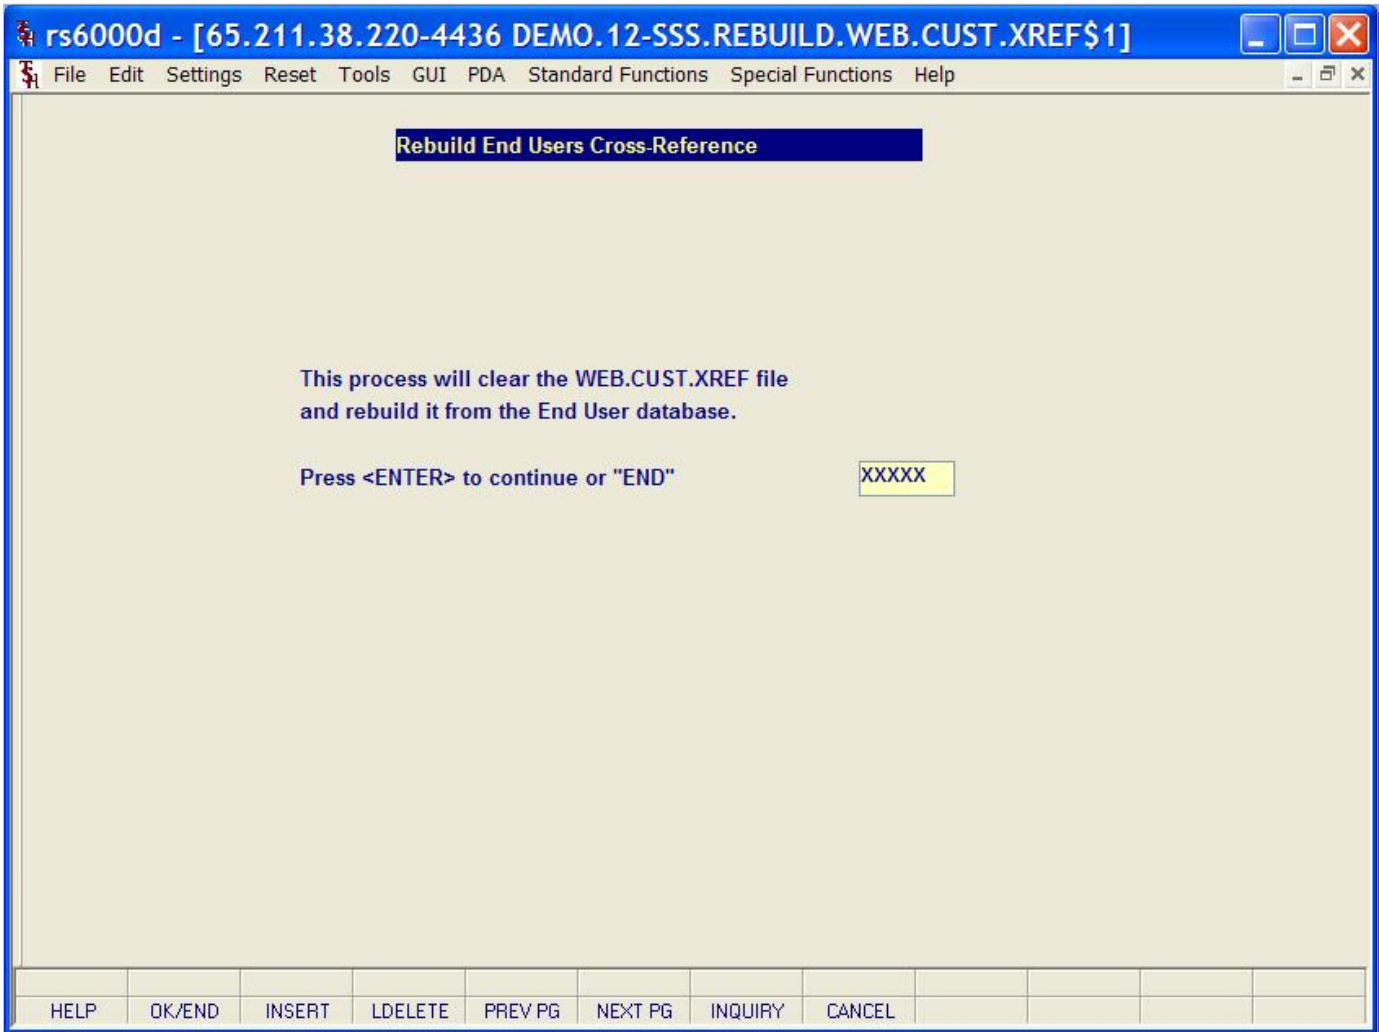 rs6000d - [65.211.38.220-4436 DEMO.12-SSS.REBUILD.WEB.CUST.XREF$1]
File Edit Settings Reset Tools GUI PDA Standard Functions Special Functions Help
Rebuild End Users Cross-Reference
This process will clear the WEB.CUST.XREF file
and rebuild it from the End User database.
Press <ENTER> to continue or "END" XXXXX
HELP OK/END INSERT LDELETE PREV PG NEXT PG INQUIRY CANCEL